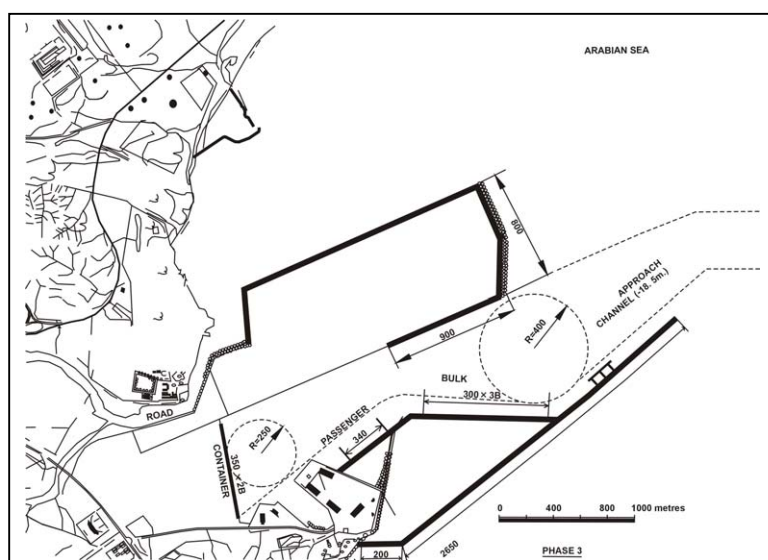 ARABIAN SEA
800
APPROACH
CHANNEL (-18. 5m.)
900
R=400
BULK
300 × 3B
ROAD
PASSENGER
340
R=250
CONTAINER
350 × 2B
0 400 800 1000 metres
200
2650
PHASE 3